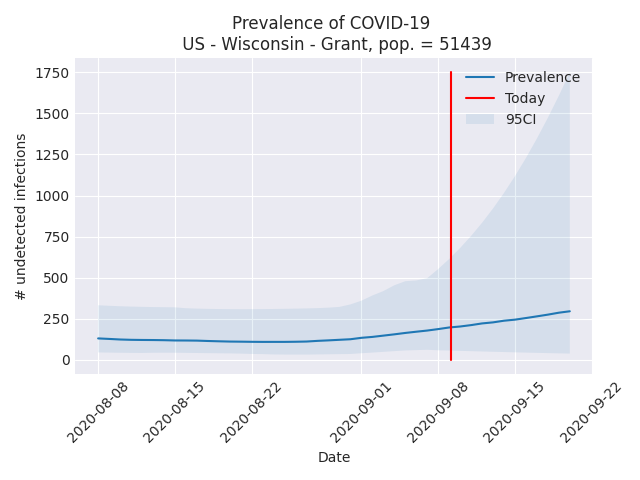 Prevalence of COVID-19
US - Wisconsin - Grant, pop. = 51439
1750
1500
1250
1000
750
500
250
0
# undetected infections
Prevalence
Today
95CI
2020-08-08
2020-08-15
2020-08-22
2020-09-01
2020-09-08
2020-09-15
2020-09-22
Date